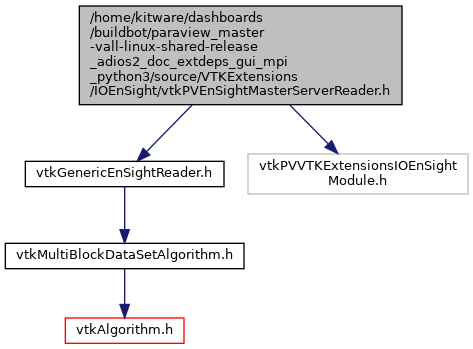 /home/kitware/dashboards
/buildbot/paraview_master
-vall-linux-shared-release
_adios2_doc_extdeps_gui_mpi
_python3/source/VTKExtensions
/IOEnSight/vtkPVEnSightMasterServerReader.h
vtkGenericEnSightReader.h
vtkPVVTKExtensionsIOEnSight
Module.h
vtkMultiBlockDataSetAlgorithm.h
vtkAlgorithm.h